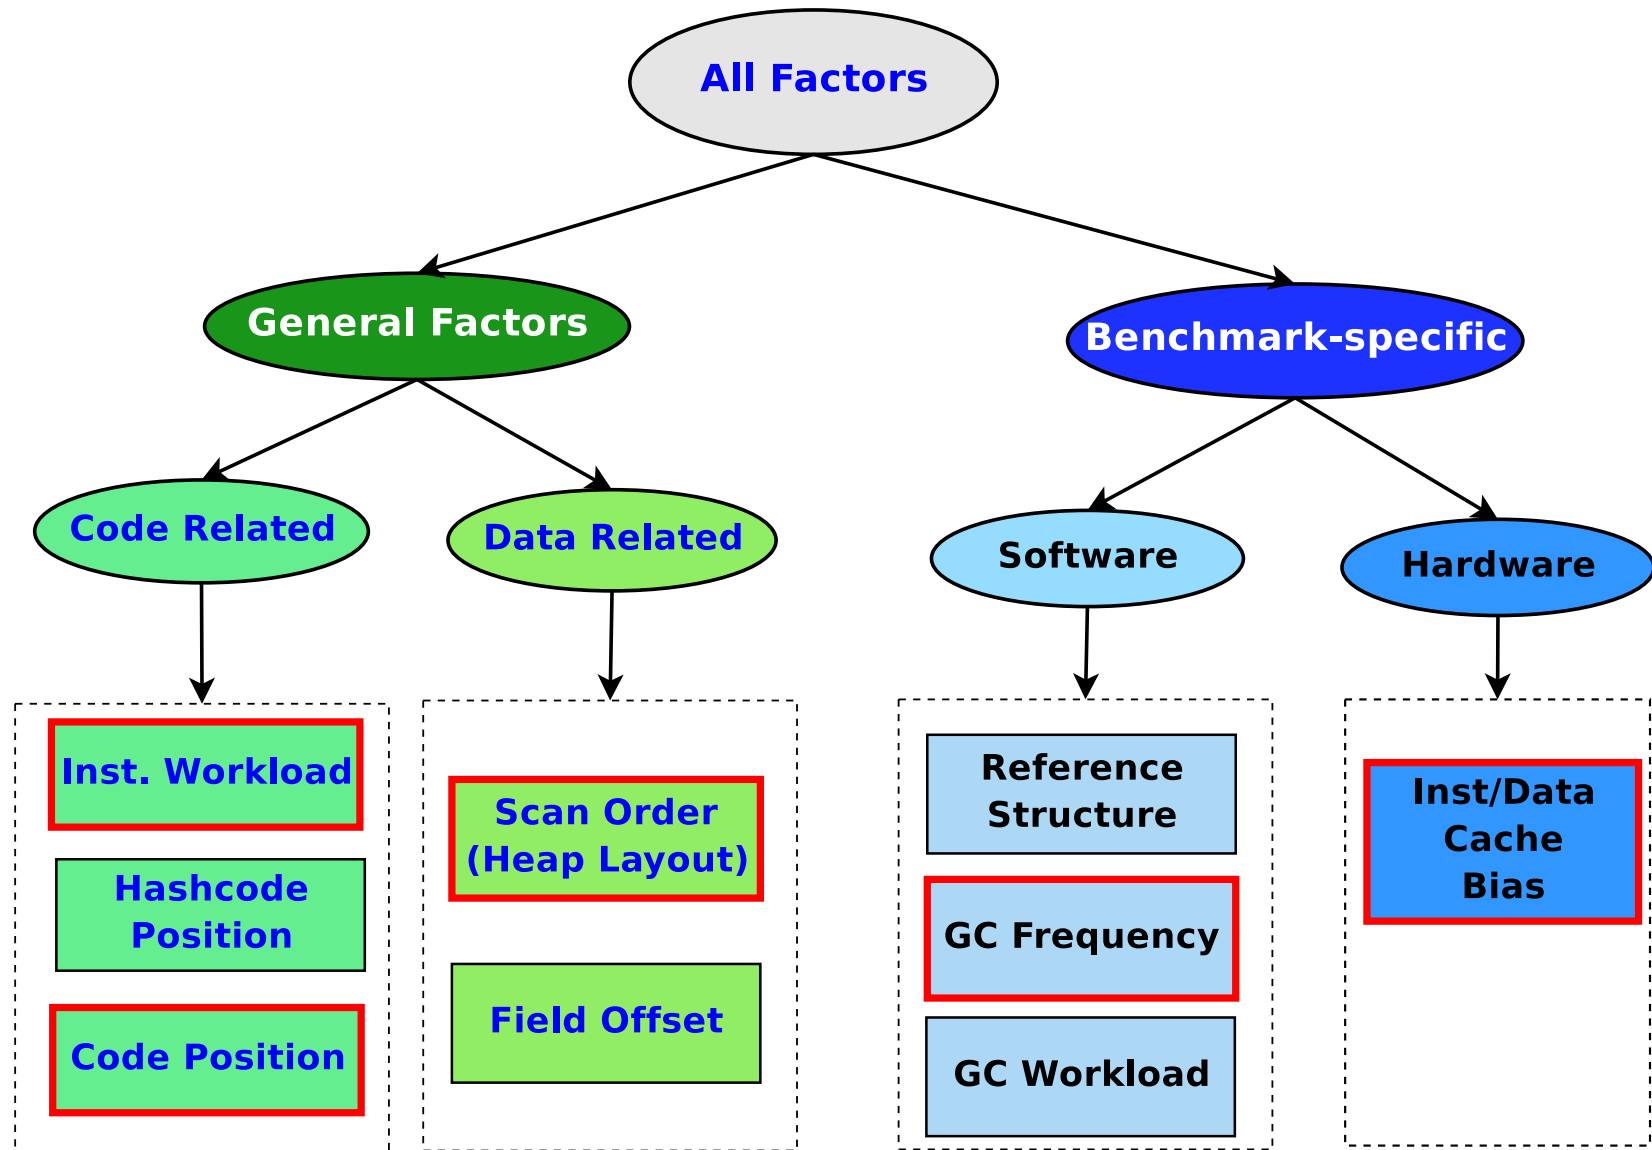 All Factors
General Factors
Benchmark-specific
Code Related
Data Related
Software
Hardware
Inst. Workload
Hashcode
Position
Code Position
Scan Order
(Heap Layout)
Field Offset
Reference
Structure
GC Frequency
GC Workload
Inst/Data
Cache
Bias